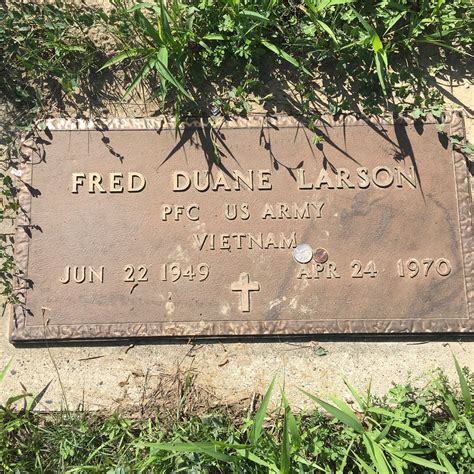 FRED DUANE LARSON
PFC US ARMY
VIETNAM
JUN 22 1949 APR 24 1970